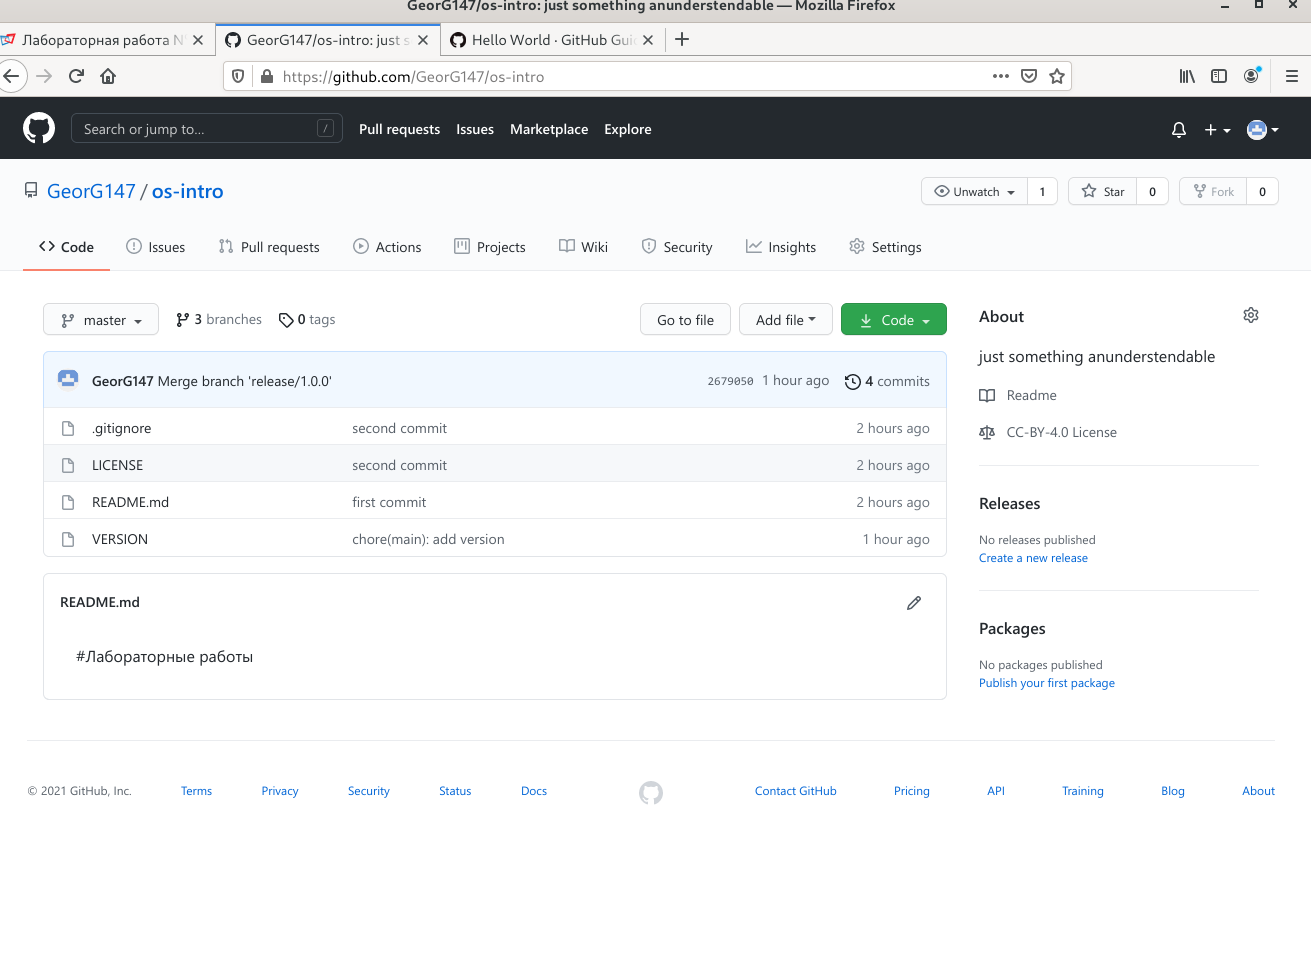 GeorG147/os-intro: just something anunderstendable — Mozilla Firefox
Лабораторная работа N
GeorG147/os-intro: just s
Hello World · GitHub Gui
https://github.com/GeorG147/os-intro
Search or jump to... /
Pull requests Issues Marketplace Explore
GeorG147 / os-intro
Unwatch 1 Star 0 Fork 0
Code Issues Pull requests Actions Projects Wiki Security Insights Settings
master 3 branches 0 tags Go to file Add file Code
GeorG147 Merge branch 'release/1.0.0' 2679050 1 hour ago 4 commits
.gitignore second commit 2 hours ago
LICENSE second commit 2 hours ago
README.md first commit 2 hours ago
VERSION chore(main): add version 1 hour ago
README.md
#Лабораторные работы
About
just something anunderstendable
Readme
CC-BY-4.0 License
Releases
No releases published
Create a new release
Packages
No packages published
Publish your first package
© 2021 GitHub, Inc. Terms Privacy Security Status Docs Contact GitHub Pricing API Training Blog About